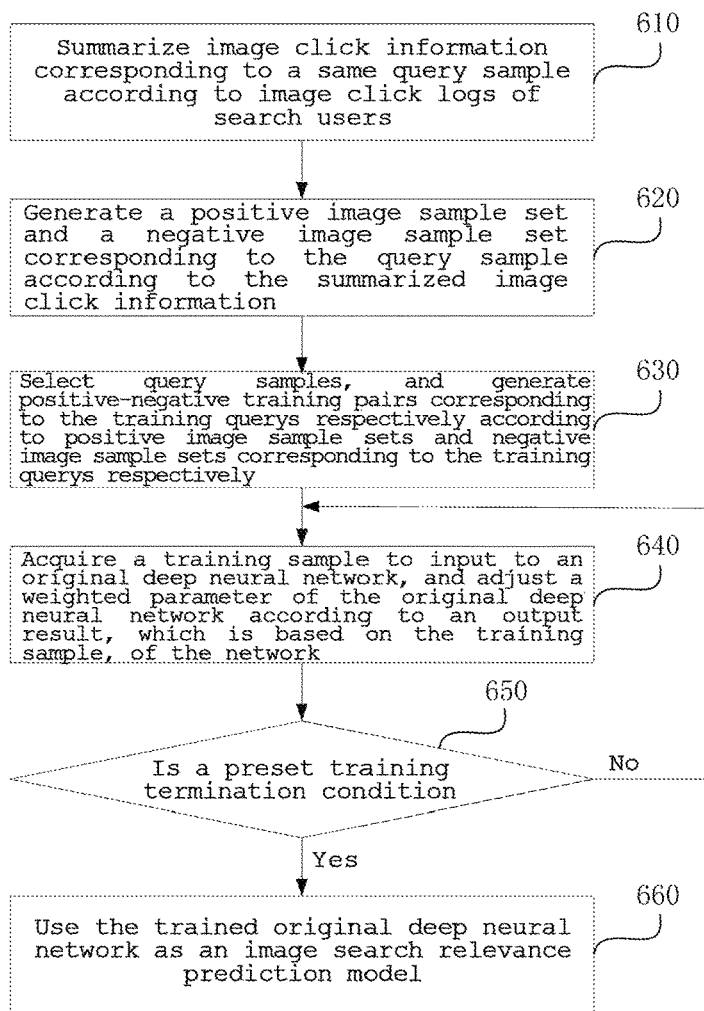 610
Summarize image click information
corresponding to a same query sample
according to image click logs of
search users
620
Generate a positive image sample set
and a negative image sample set
corresponding to the query sample
according to the summarized image
click information
630
Select query samples, and generate
positive-negative training pairs corresponding
to the training querys respectively according
to positive image sample sets and negative
image sample sets corresponding to the training
querys respectively
640
Acquire a training sample to input to an
original deep neural network, and adjust a
weighted parameter of the original deep
neural network according to an output
result, which is based on the training
sample, of the network
650
Is a preset training
termination condition
No
Yes
660
Use the trained original deep neural
network as an image search relevance
prediction model